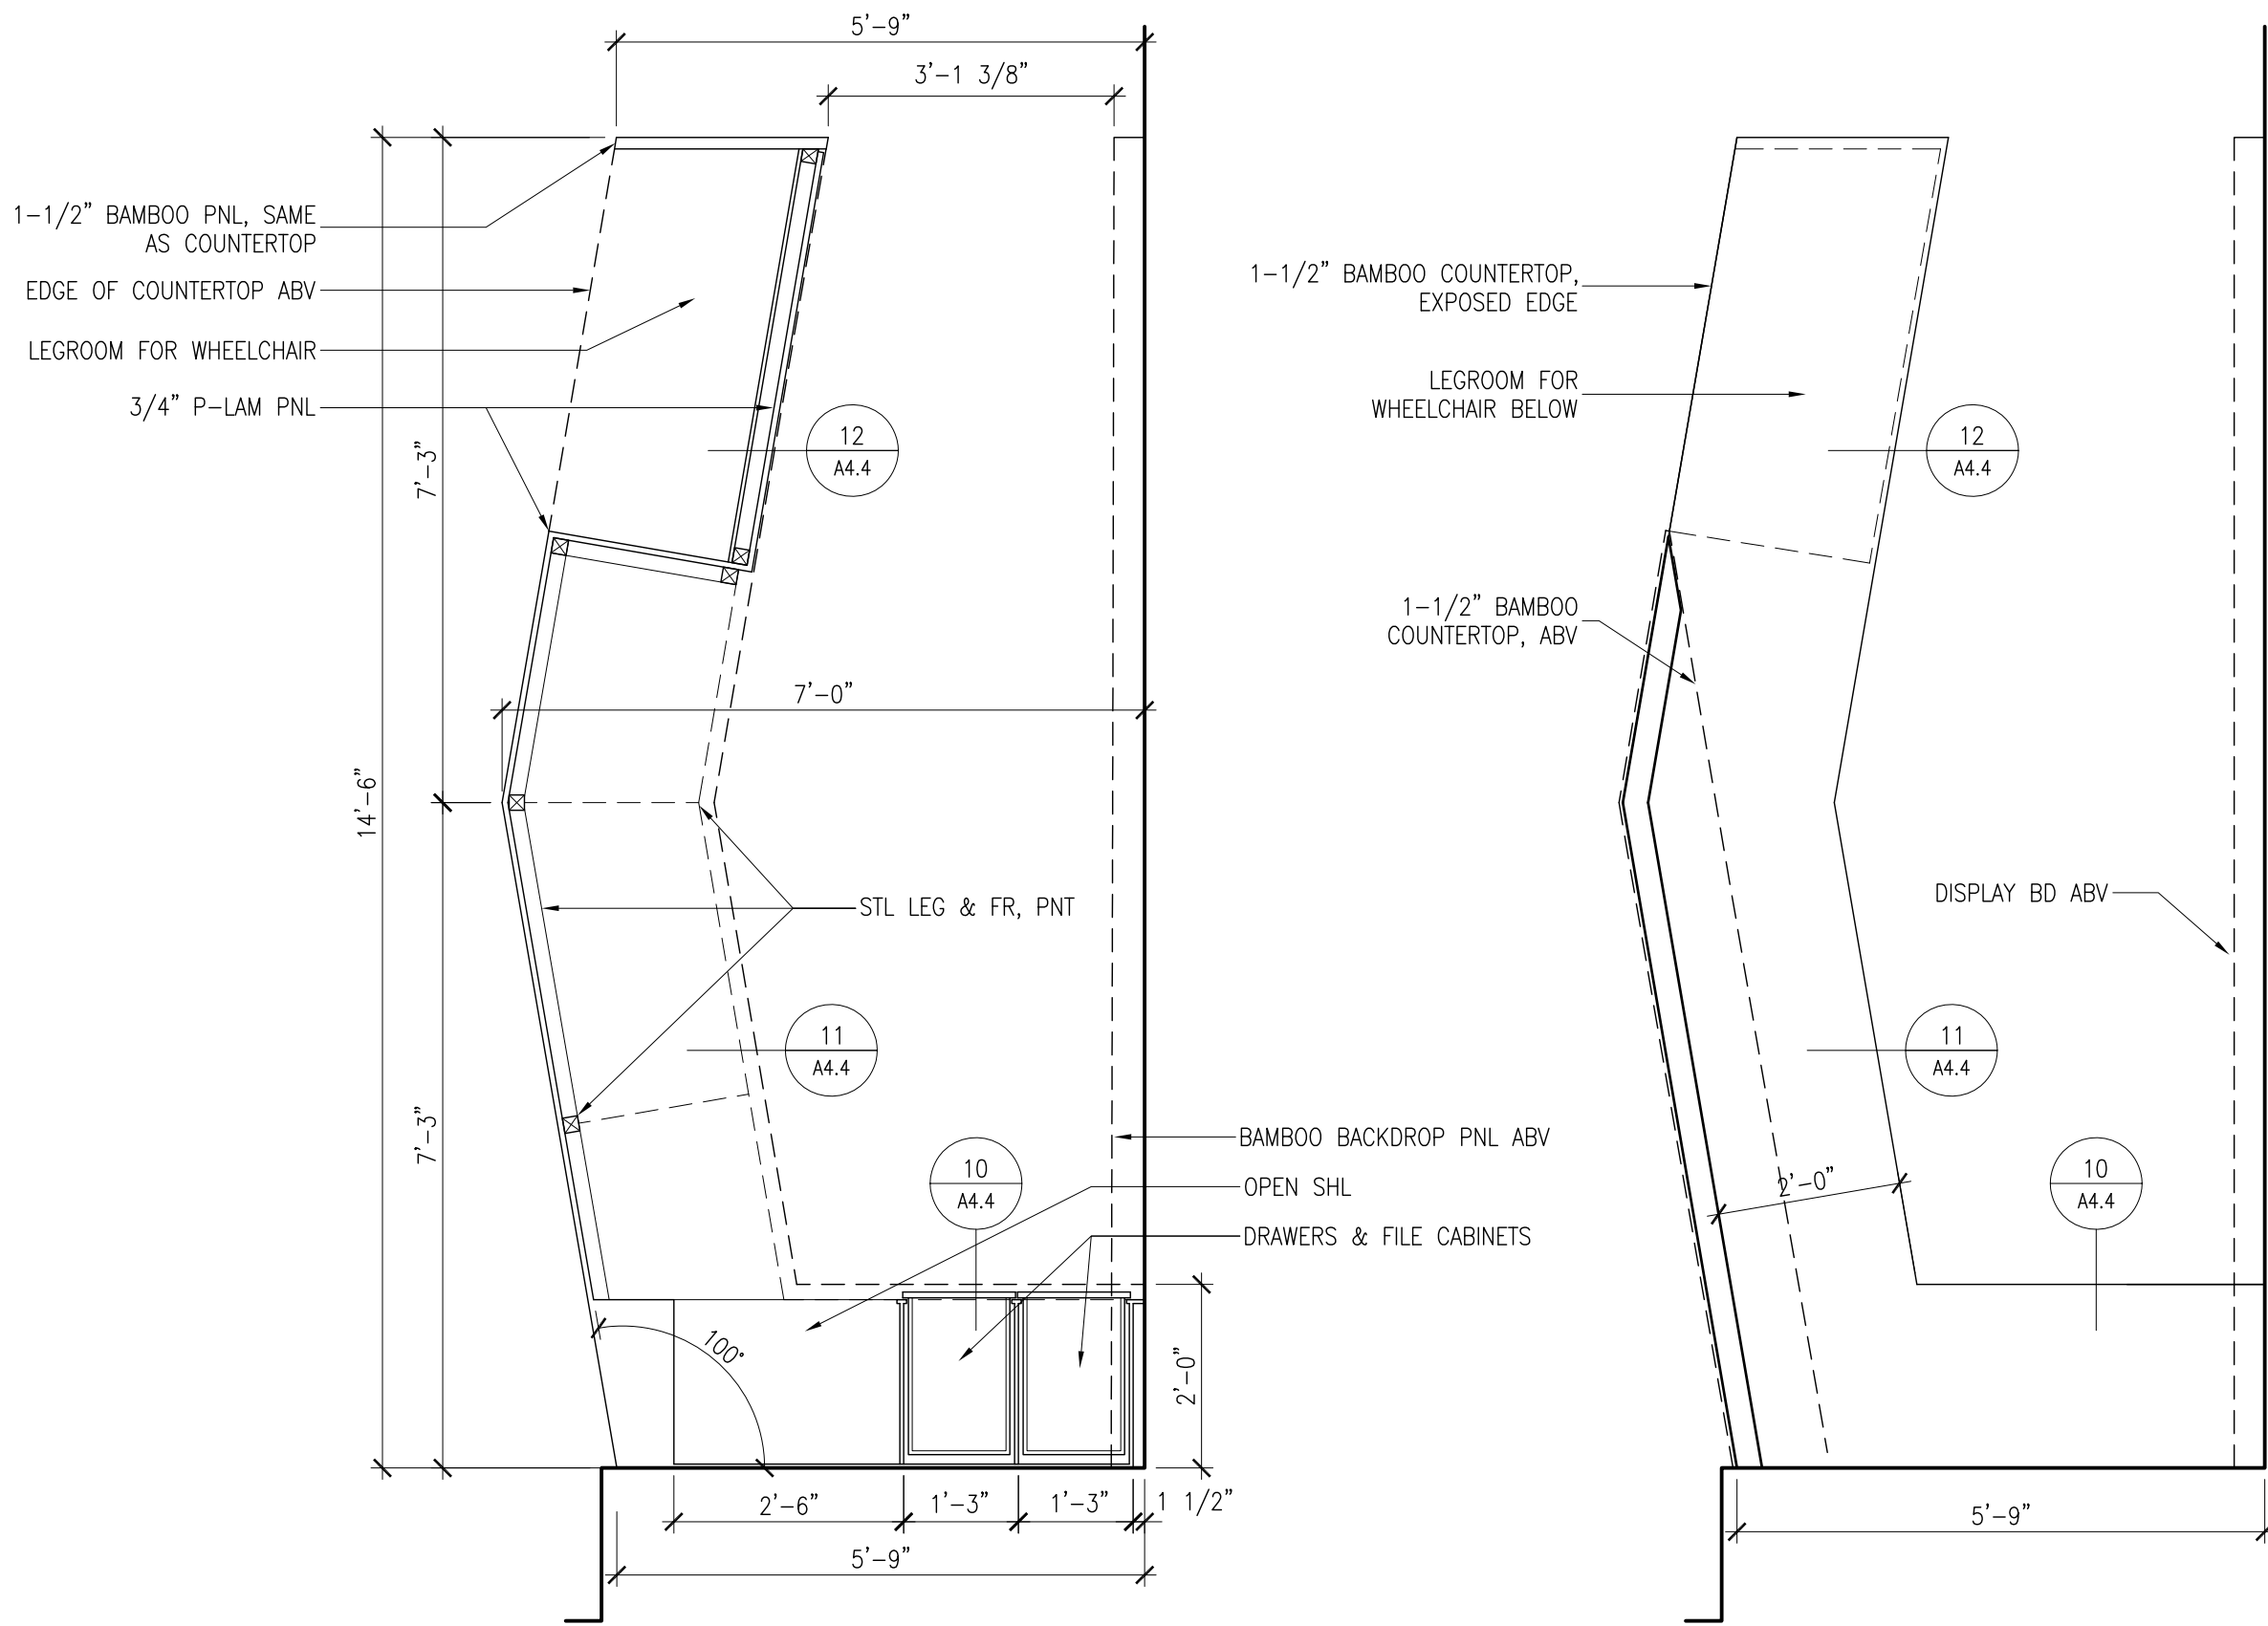 5'-9"
3'-1 3/8"
1-1/2" BAMBOO PNL, SAME
AS COUNTERTOP
EDGE OF COUNTERTOP ABV
LEGROOM FOR WHEELCHAIR
3/4" P-LAM PNL
12
A4.4
7'-3"
7'-0"
14'-6"
STL LEG & FR, PNT
11
A4.4
7'-3"
BAMBOO BACKDROP PNL ABV
10
A4.4
OPEN SHL
DRAWERS & FILE CABINETS
100°
2'-0"
2'-6"
1'-3"
1'-3"
1 1/2"
5'-9"
1-1/2" BAMBOO COUNTERTOP,
EXPOSED EDGE
LEGROOM FOR
WHEELCHAIR BELOW
12
A4.4
1-1/2" BAMBOO
COUNTERTOP, ABV
DISPLAY BD ABV
11
A4.4
2'-0"
10
A4.4
5'-9"